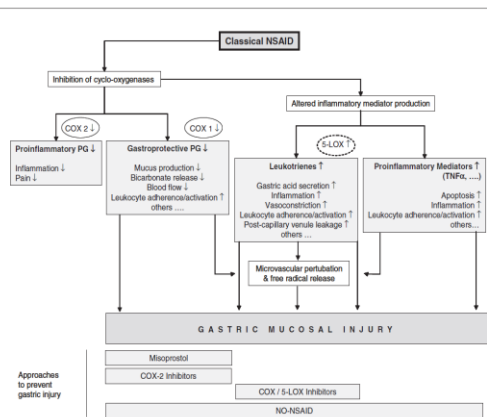 Classical NSAID
Inhibition of cyclo-oxygenases
Altered inflammatory mediator production
COX 2 ↓
COX 1 ↓
5-LOX ↑
Proinflammatory PG ↓
Inflammation ↓
Pain ↓
Gastroprotective PG ↓
Mucus production ↓
Bicarbonate release ↓
Blood flow ↓
Leukocyte adherence/activation ↑
others ....
Leukotrienes ↑
Gastric acid secretion ↑
Inflammation ↑
Vasoconstriction ↑
Leukocyte adherence/activation ↑
Post-capillary venule leakage ↑
others ...
Proinflammatory Mediators ↑
(TNFα, ....)
Apoptosis ↑
Inflammation ↑
Leukocyte adherence/activation ↑
others...
Microvascular pertubation
& free radical release
GASTRIC MUCOSAL INJURY
Approaches
to prevent
gastric injury
Misoprostol
COX-2 Inhibitors
COX / 5-LOX Inhibitors
NO-NSAID